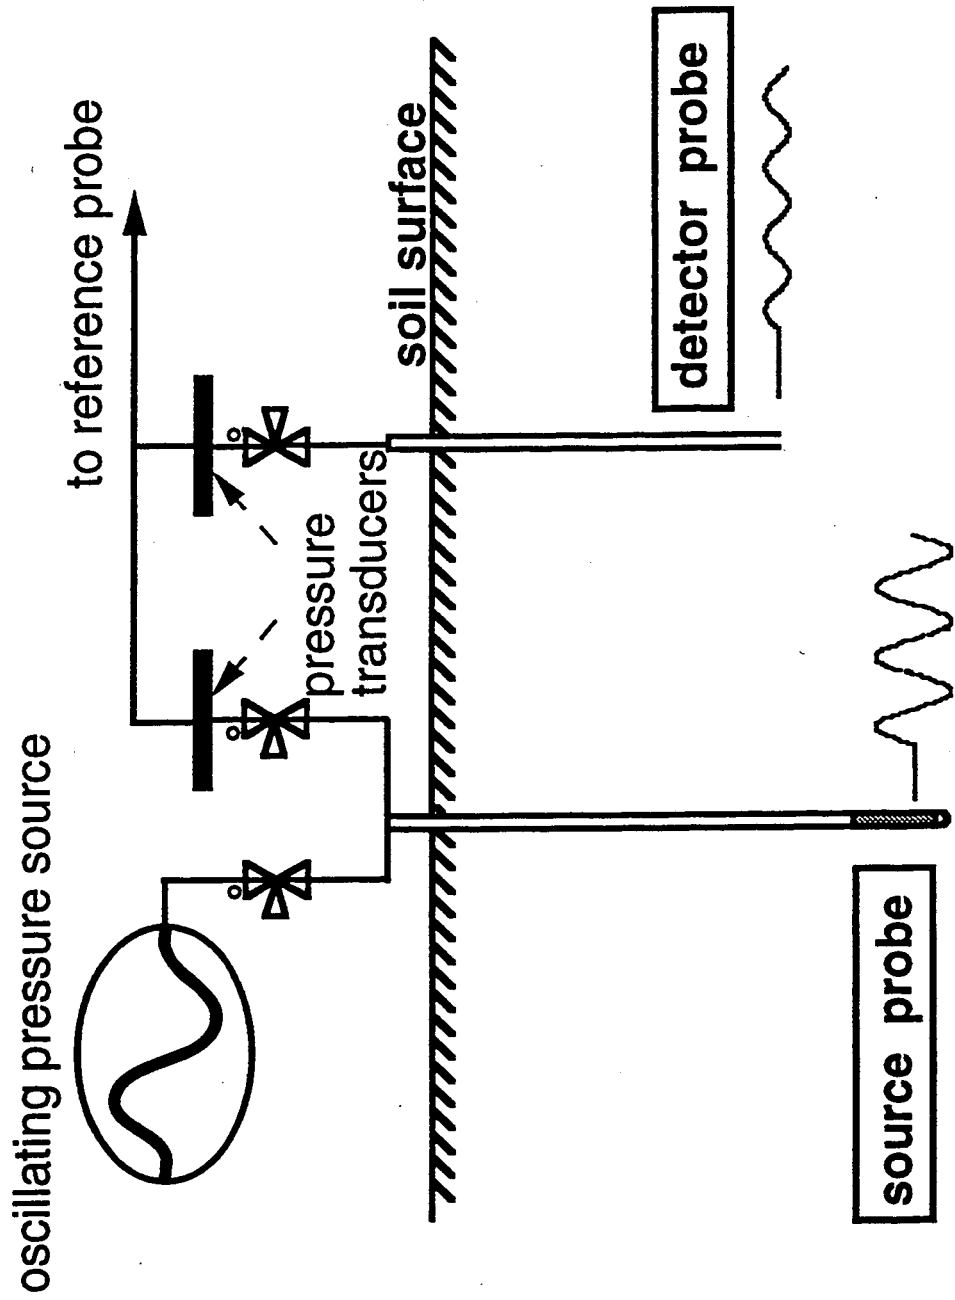 oscillating pressure source
to reference probe
pressure
transducers
soil surface
detector probe
source probe